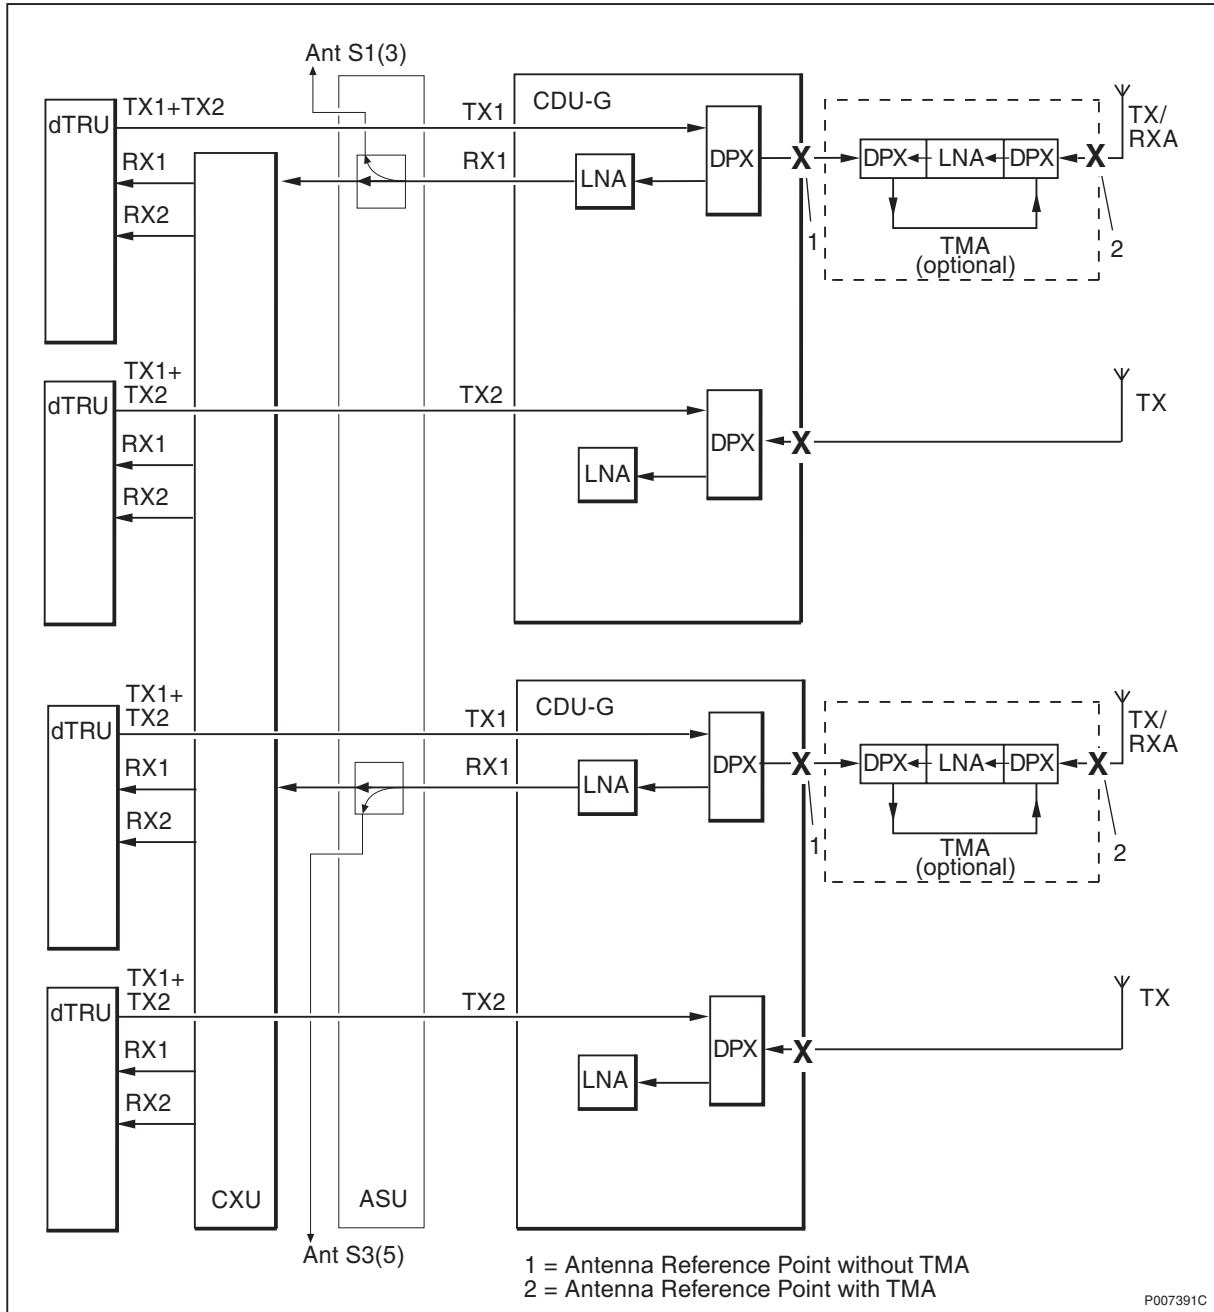 Ant S1(3)
dTRU
TX1+TX2
RX1
RX2
TX1
RX1
CDU-G
LNA
DPX
1
DPX
LNA
DPX
TMA
(optional)
2
TX/
RXA
dTRU
TX1+
TX2
RX1
RX2
TX2
LNA
DPX
X
X
X
TX
dTRU
TX1+
TX2
RX1
RX2
TX1
RX1
CDU-G
LNA
DPX
X
1
DPX
LNA
DPX
TMA
(optional)
X
2
TX/
RXA
dTRU
TX1+
TX2
RX1
RX2
TX2
LNA
DPX
X
TX
CXU
ASU
Ant S3(5)
1 = Antenna Reference Point without TMA
2 = Antenna Reference Point with TMA
P007391C